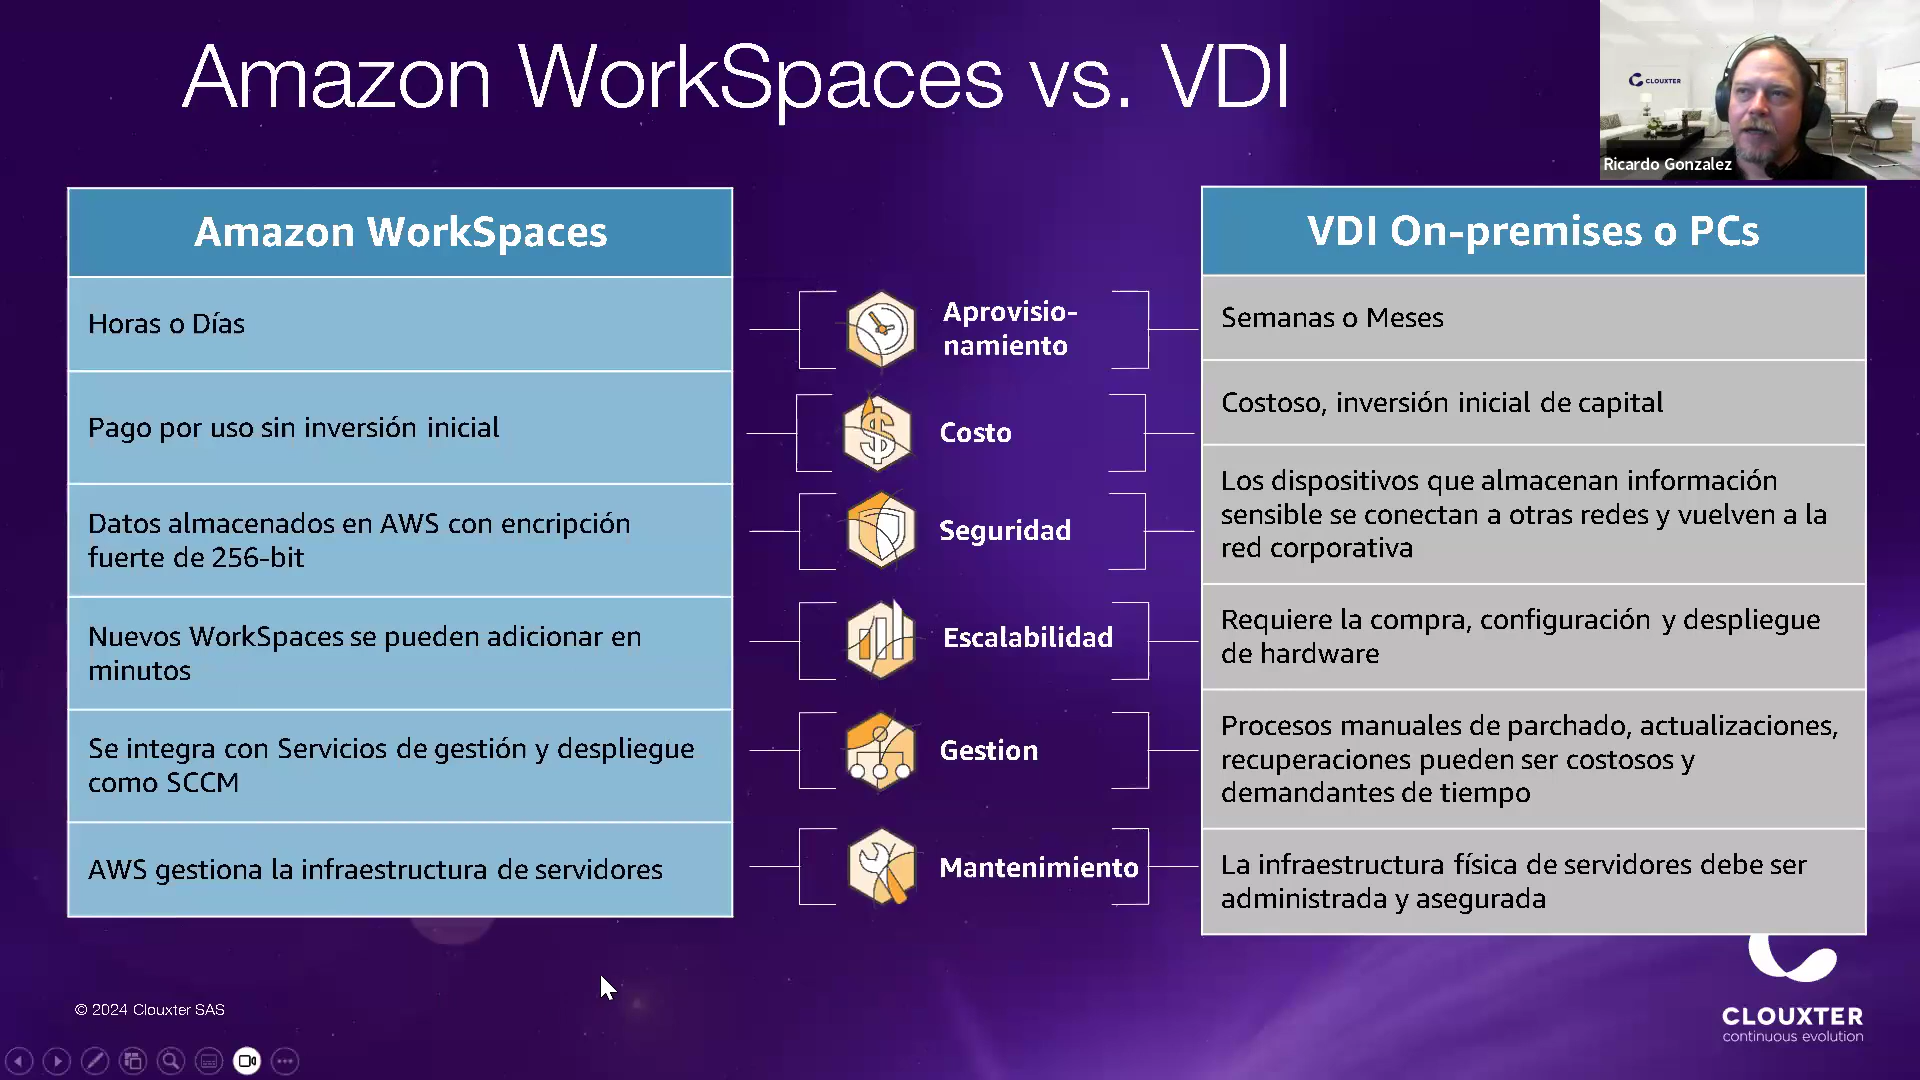 Amazon WorkSpaces vs. VDI
CLOUXTER
Ricardo Gonzalez
Amazon WorkSpaces
Horas o Días
Pago por uso sin inversión inicial
Datos almacenados en AWS con encripción
fuerte de 256-bit
Nuevos WorkSpaces se pueden adicionar en
minutos
Se integra con Servicios de gestión y despliegue
como SCCM
AWS gestiona la infraestructura de servidores
Aprovisio-
namiento
Costo
Seguridad
Escalabilidad
Gestion
Mantenimiento
VDI On-premises o PCs
Semanas o Meses
Costoso, inversión inicial de capital
Los dispositivos que almacenan información
sensible se conectan a otras redes y vuelven a la
red corporativa
Requiere la compra, configuración y despliegue
de hardware
Procesos manuales de parchado, actualizaciones,
recuperaciones pueden ser costosos y
demandantes de tiempo
La infraestructura física de servidores debe ser
administrada y asegurada
© 2024 Clouxter SAS
CLOUXTER
continuous evolution